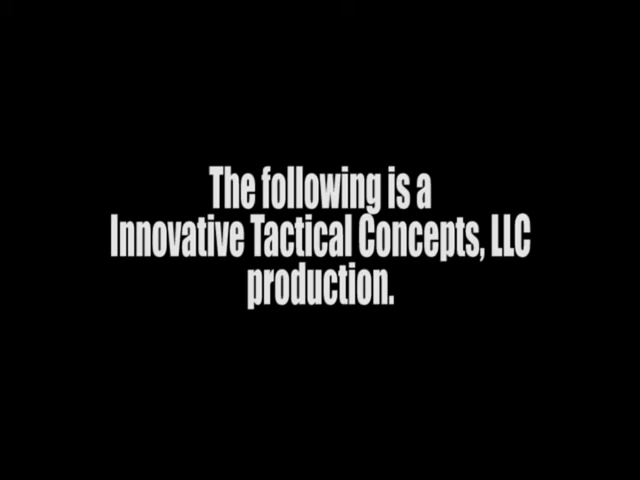 The following is a
Innovative Tactical Concepts, LLC
production.